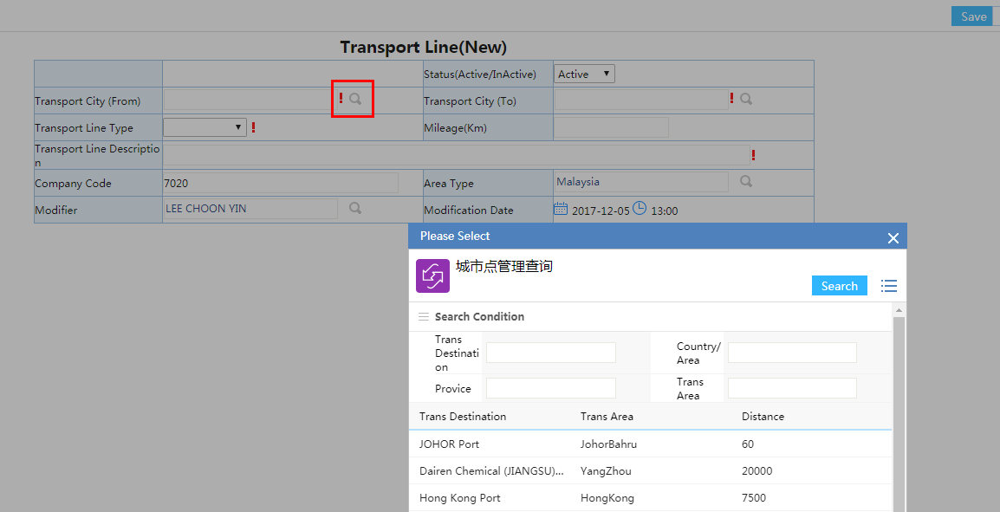 Save
Transport Line(New)
Status(Active/InActive) Active
Transport City (From) ! Transport City (To) !
Transport Line Type ! Mileage(Km)
Transport Line Descriptio
n !
Company Code 7020 Area Type Malaysia
Modifier LEE CHOON YIN Modification Date 2017-12-05 13:00
Please Select
城市点管理查询
Search
Search Condition
Trans
Destinati
on
Country/
Area
Provice
Trans
Area
Trans Destination Trans Area Distance
JOHOR Port JohorBahru 60
Dairen Chemical (JIANGSU)... YangZhou 20000
Hong Kong Port HongKong 7500